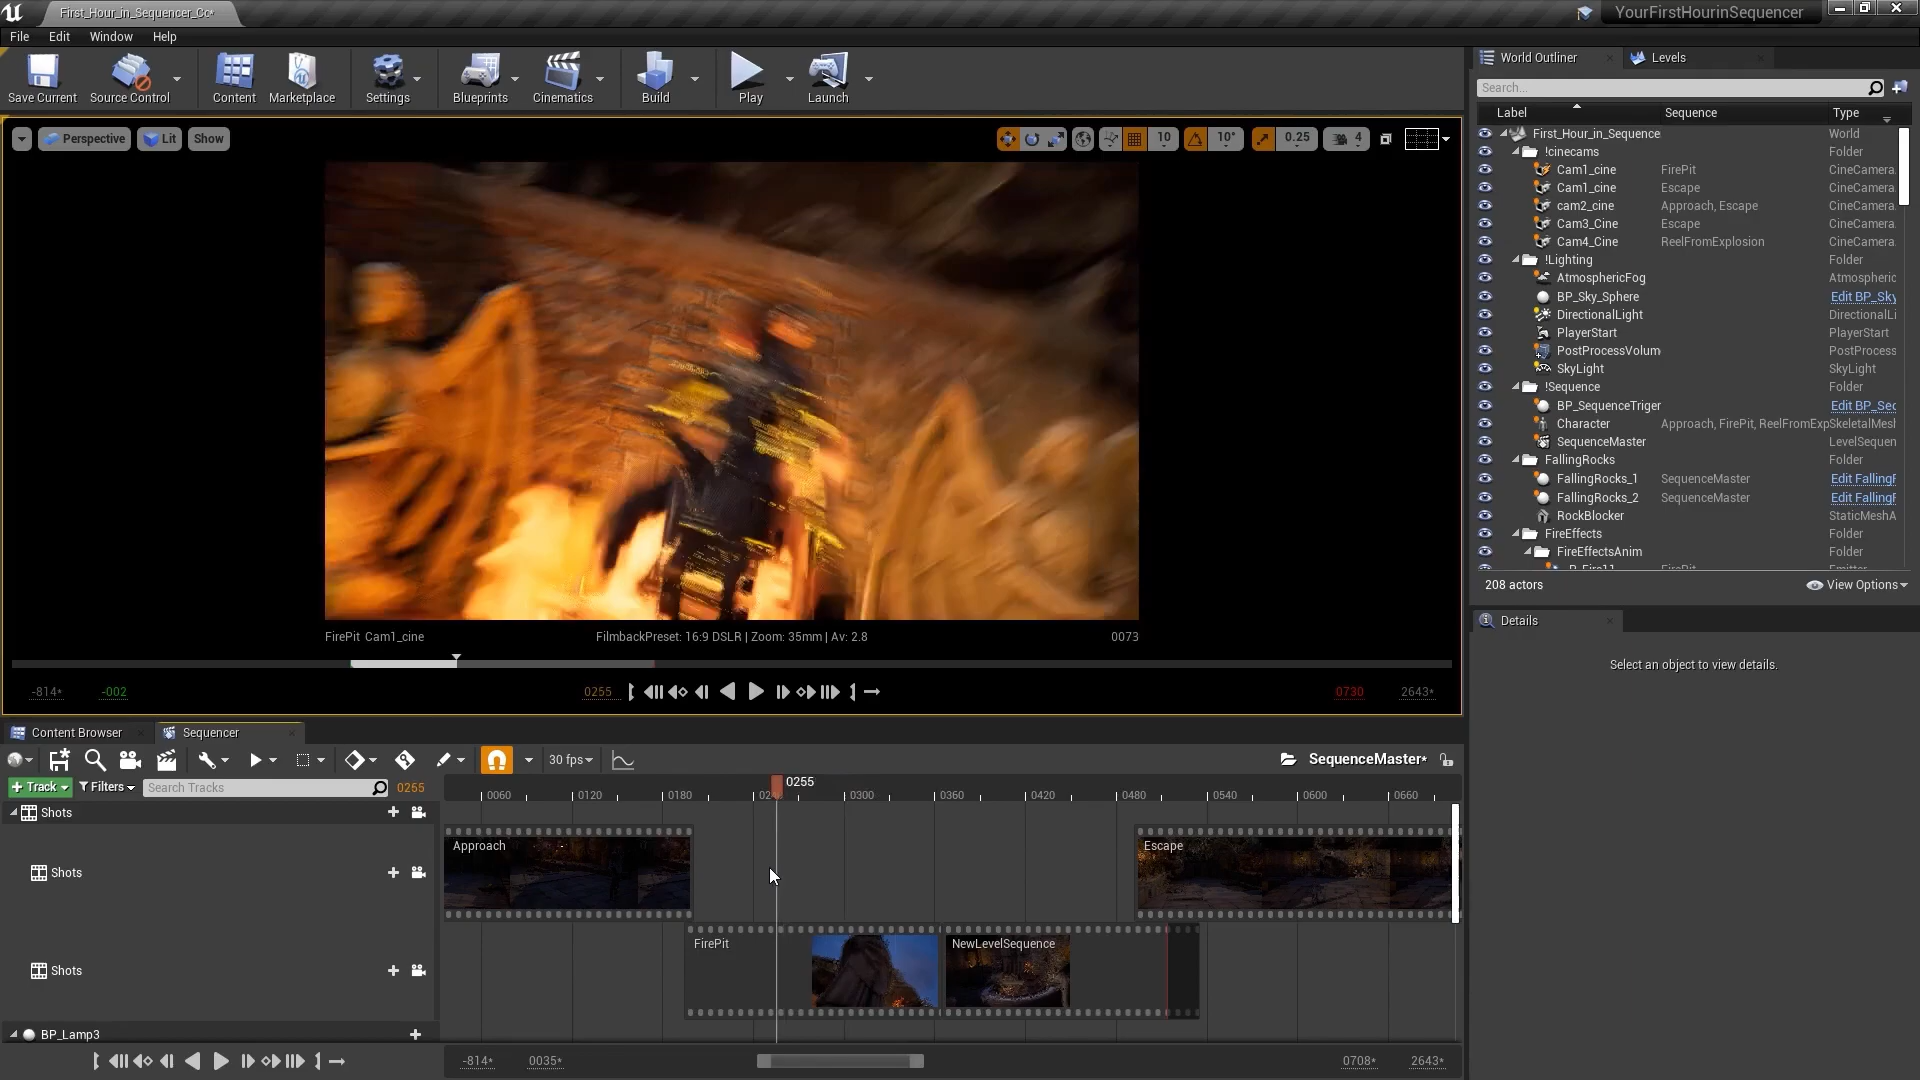 First_Hour_in_Sequencer_Cc*
YourFirstHourinSequencer
File Edit Window Help
Save Current Source Control Content Marketplace Settings Blueprints Cinematics Build Play Launch
Perspective Lit Show
10 10° 0.25 4
FirePit Cam1_cine FilmbackPreset: 16:9 DSLR | Zoom: 35mm | Av: 2.8 0073
-814* -002 0255 0730 2643*
World Outliner Levels
Search...
Label Sequence Type
First_Hour_in_Sequence World
!cinecams Folder
Cam1_cine FirePit CineCamera
Cam1_cine Escape CineCamera
cam2_cine Approach, Escape CineCamera
Cam3_Cine Escape CineCamera
Cam4_Cine ReelFromExplosion CineCamera
!Lighting Folder
AtmosphericFog Atmospheric
BP_Sky_Sphere Edit BP_Sky
DirectionalLight DirectionalLi
PlayerStart PlayerStart
PostProcessVolum PostProcess
SkyLight SkyLight
!Sequence Folder
BP_SequenceTriger Edit BP_Sec
Character Approach, FirePit, ReelFromExp SkeletalMesh
SequenceMaster LevelSequen
FallingRocks Folder
FallingRocks_1 SequenceMaster Edit FallingR
FallingRocks_2 SequenceMaster Edit FallingR
RockBlocker StaticMeshA
FireEffects Folder
FireEffectsAnim Folder
P_Fire11 FirePit Emitter
208 actors View Options
Details
Select an object to view details.
Content Browser Sequencer
30 fps SequenceMaster*
+ Track Filters Search Tracks 0255
0255
0060 0120 0180 024 0300 0360 0420 0480 0540 0600 0660
Shots
Shots
Approach Escape
Shots
FirePit NewLevelSequence
BP_Lamp3
-814* 0035* 0708* 2643*